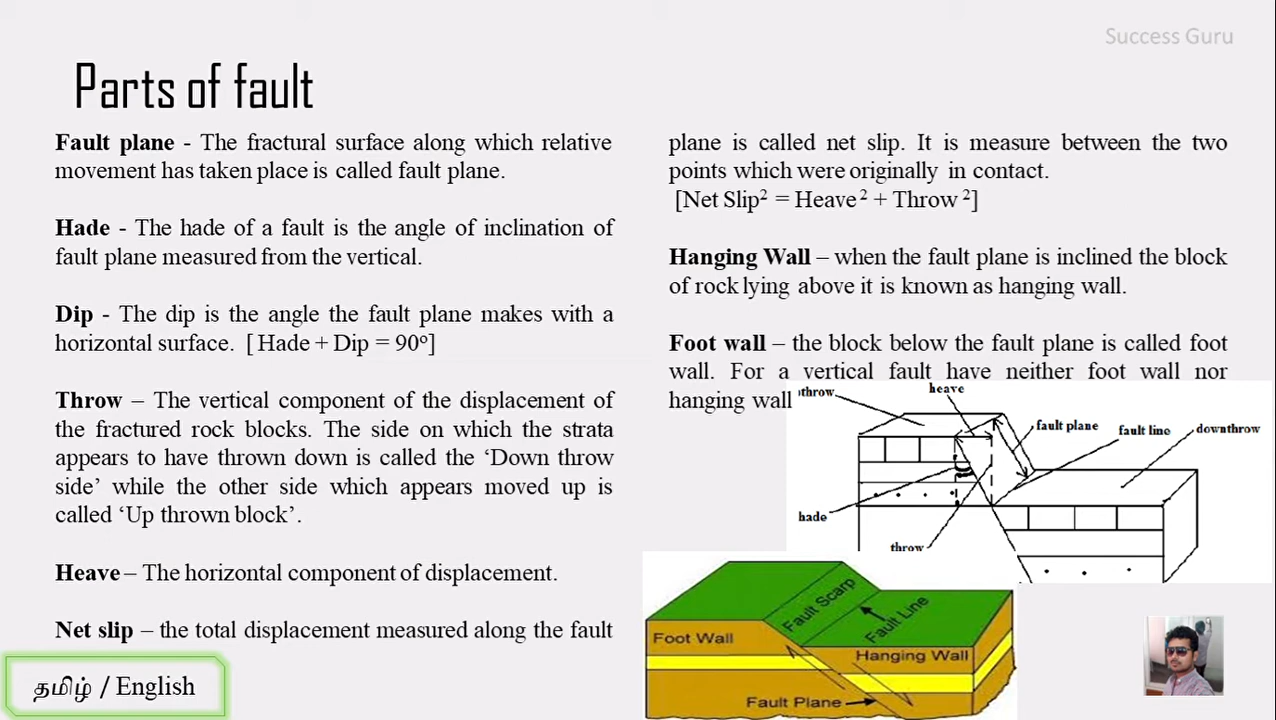 Success Guru
Parts of fault
Fault plane - The fractural surface along which relative
movement has taken place is called fault plane.
Hade - The hade of a fault is the angle of inclination of
fault plane measured from the vertical.
Dip - The dip is the angle the fault plane makes with a
horizontal surface. [ Hade + Dip = 90º]
Throw – The vertical component of the displacement of
the fractured rock blocks. The side on which the strata
appears to have thrown down is called the ‘Down throw
side’ while the other side which appears moved up is
called ‘Up thrown block’.
Heave – The horizontal component of displacement.
Net slip – the total displacement measured along the fault
plane is called net slip. It is measure between the two
points which were originally in contact.
[Net Slip² = Heave² + Throw ²]
Hanging Wall – when the fault plane is inclined the block
of rock lying above it is known as hanging wall.
Foot wall – the block below the fault plane is called foot
wall. For a vertical fault have neither foot wall nor
hanging wall
throw
heave
fault plane
fault line
downthrow
hade
throw
Fault Scarp
Fault Line
Foot Wall
Hanging Wall
Fault Plane
தமிழ் / English